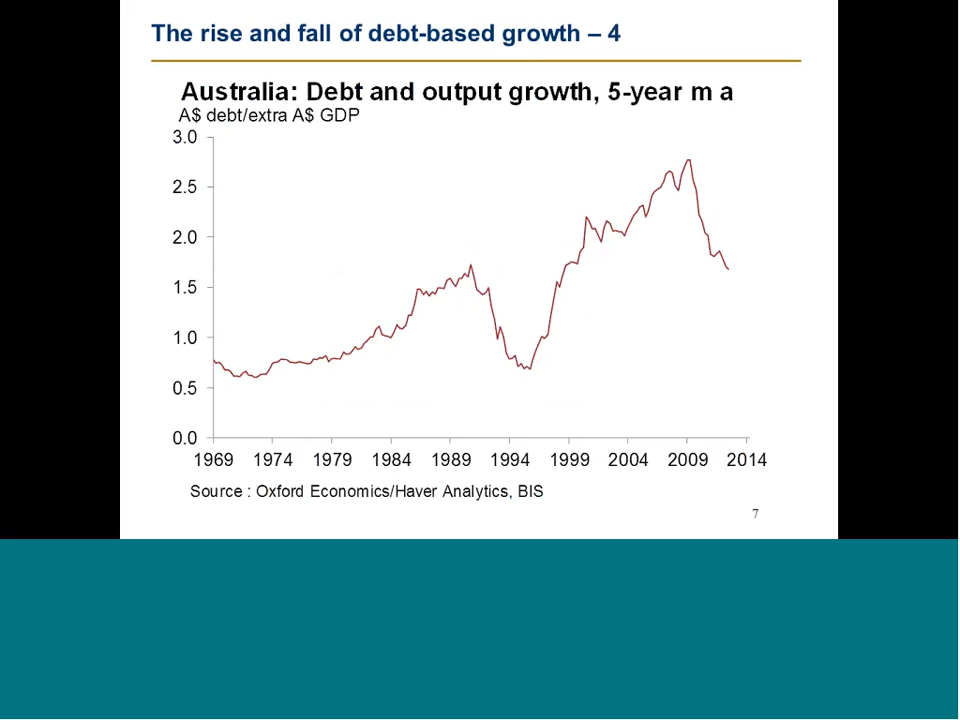 The rise and fall of debt-based growth – 4
Australia: Debt and output growth, 5-year m a
A$ debt/extra A$ GDP
3.0
2.5
2.0
1.5
1.0
0.5
0.0
1969 1974 1979 1984 1989 1994 1999 2004 2009 2014
Source : Oxford Economics/Haver Analytics, BIS
7